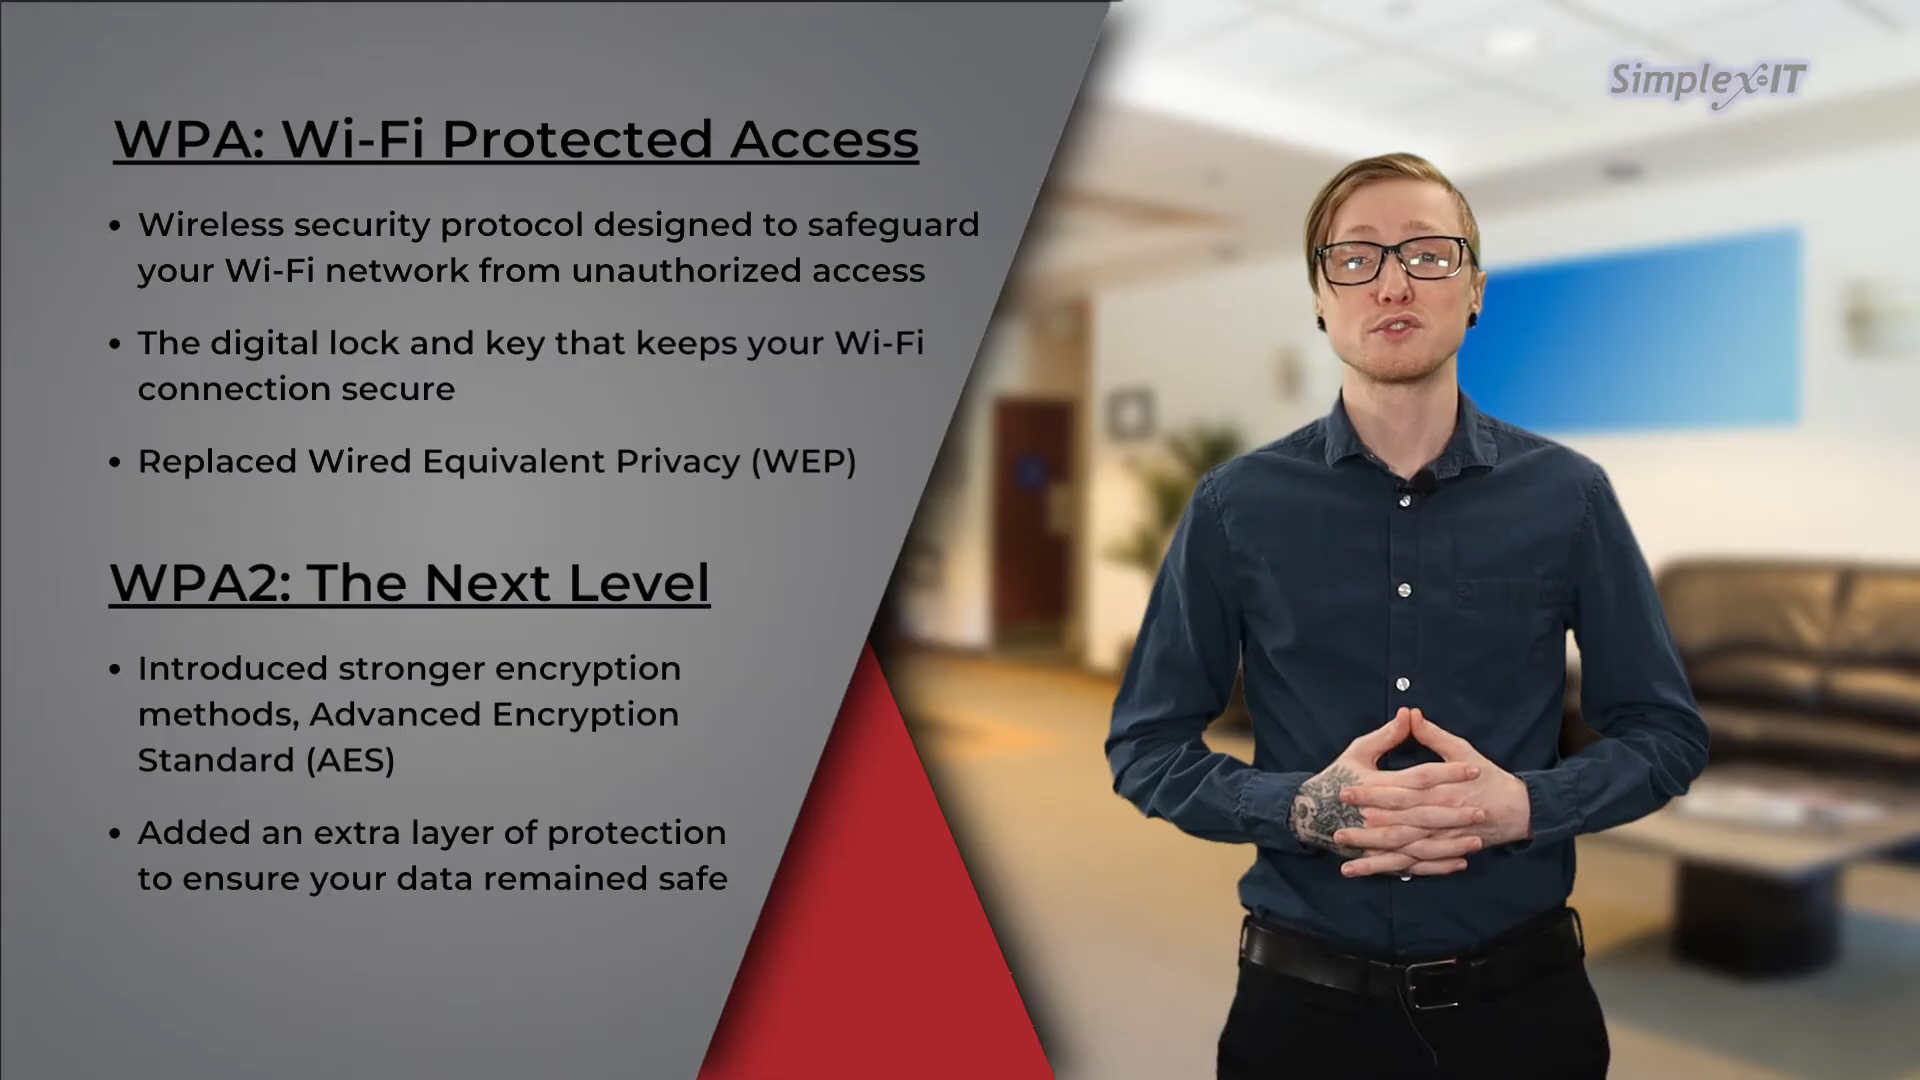 WPA: Wi-Fi Protected Access
• Wireless security protocol designed to safeguard
your Wi-Fi network from unauthorized access
• The digital lock and key that keeps your Wi-Fi
connection secure
• Replaced Wired Equivalent Privacy (WEP)
WPA2: The Next Level
• Introduced stronger encryption
methods, Advanced Encryption
Standard (AES)
• Added an extra layer of protection
to ensure your data remained safe
Simplex-IT